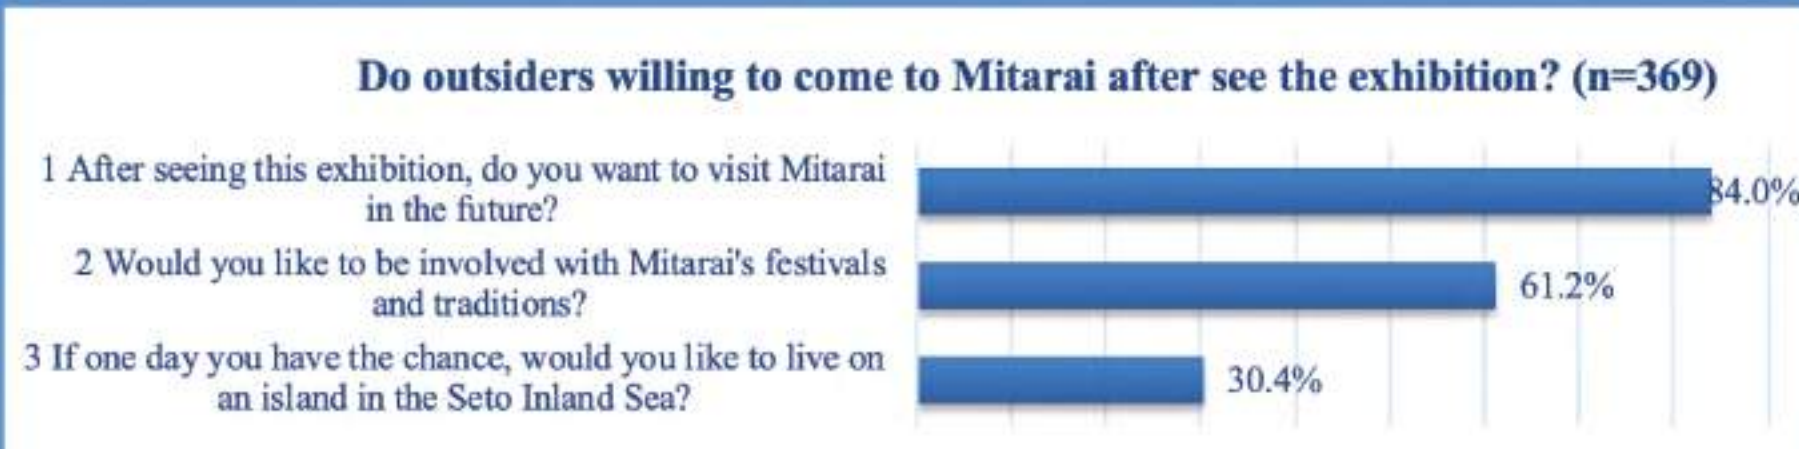 Do outsiders willing to come to Mitarai after see the exhibition? (n=369)
1 After seeing this exhibition, do you want to visit Mitarai
in the future?
84.0%
2 Would you like to be involved with Mitarai's festivals
and traditions?
61.2%
3 If one day you have the chance, would you like to live on
an island in the Seto Inland Sea?
30.4%